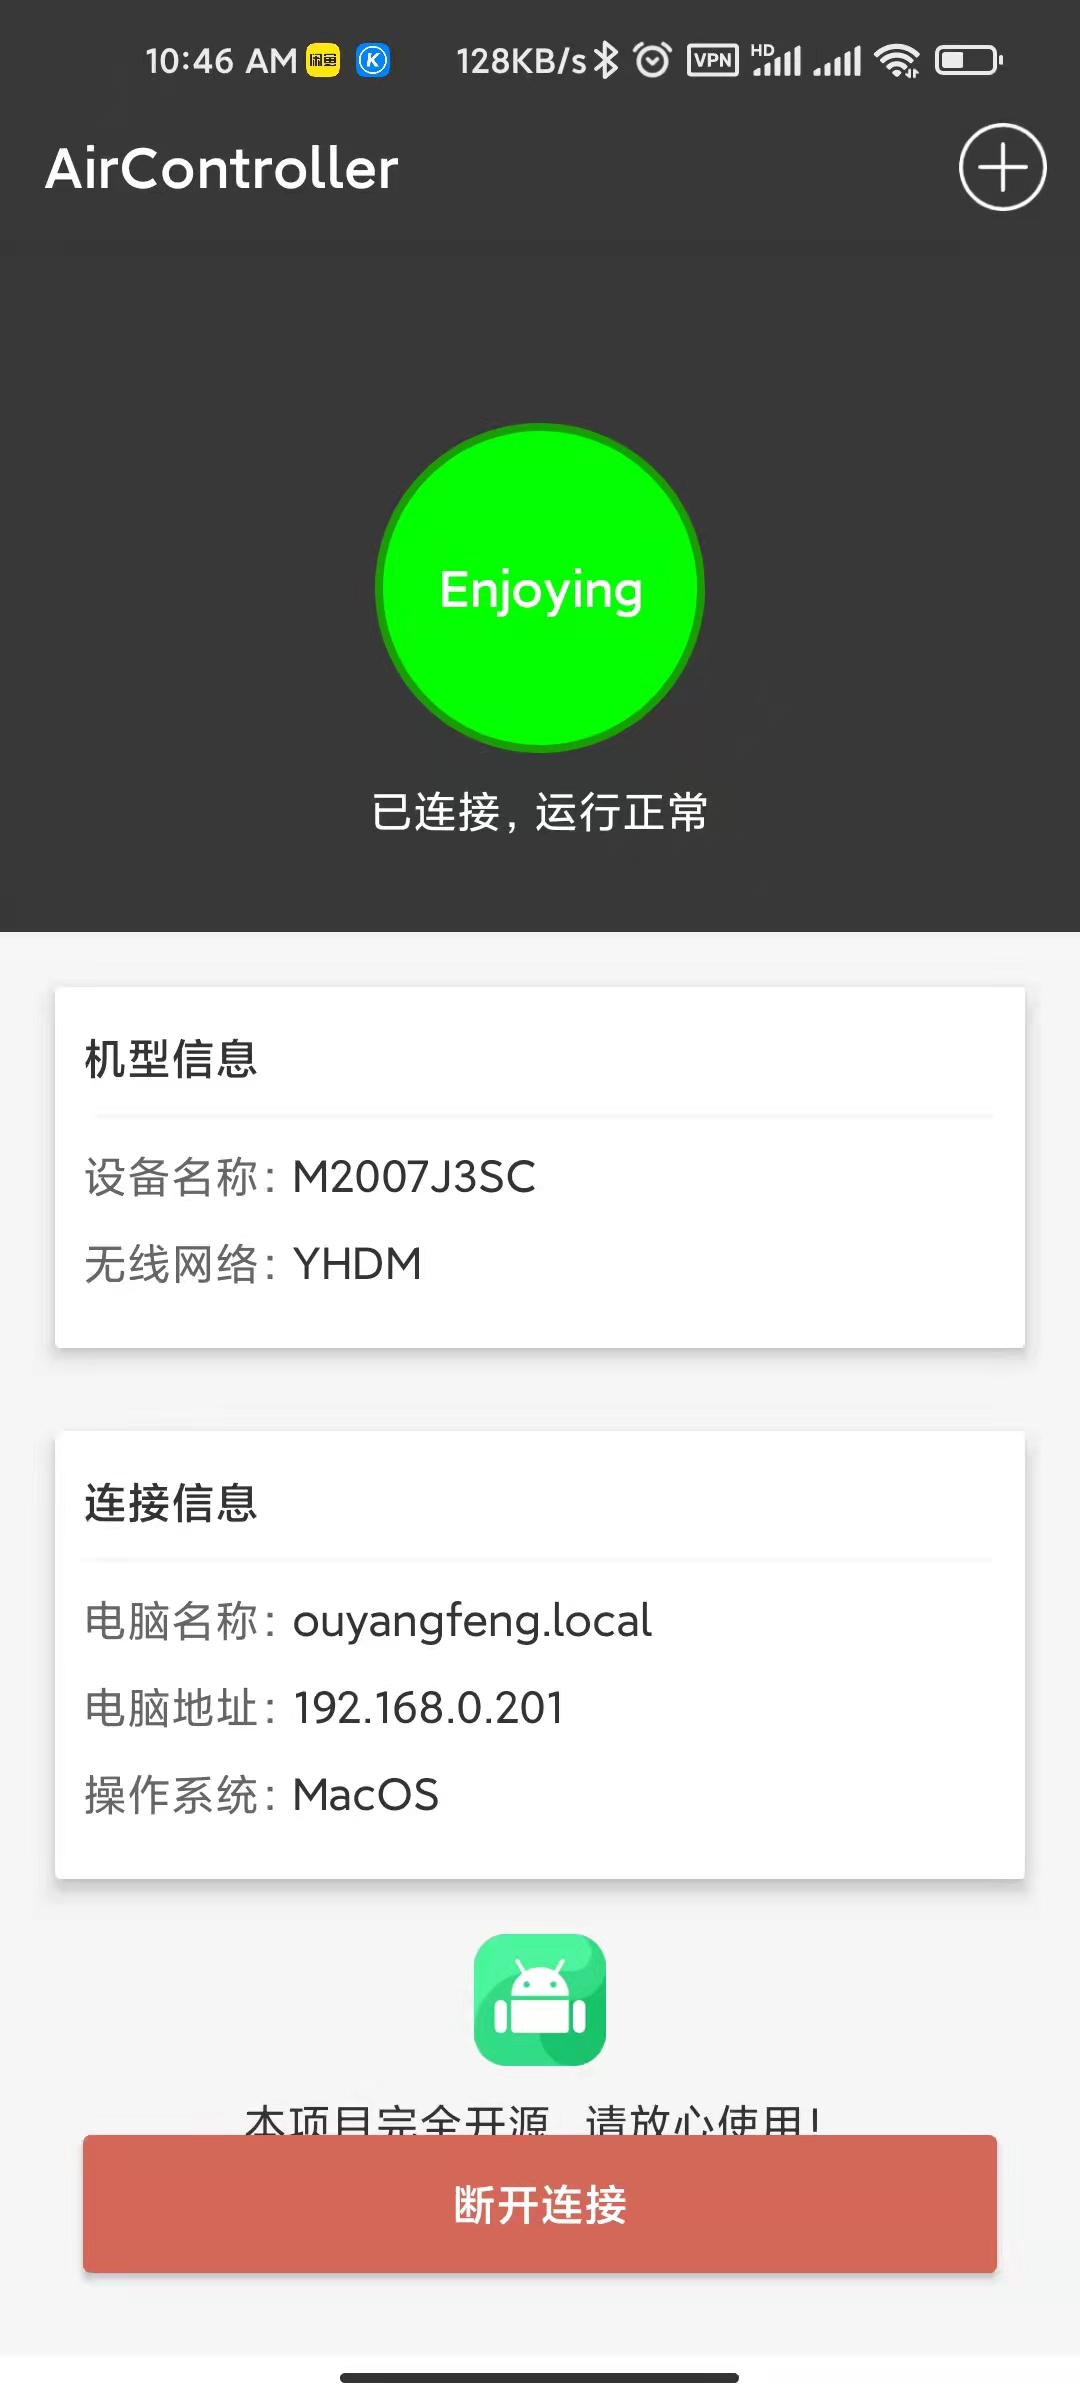 10:46 AM 闲鱼 K 128KB/s VPN HD
AirController
Enjoying
已连接, 运行正常
机型信息
设备名称: M2007J3SC
无线网络: YHDM
连接信息
电脑名称: ouyangfeng.local
电脑地址: 192.168.0.201
操作系统: MacOS
本项目完全开源 请放心使用!
断开连接